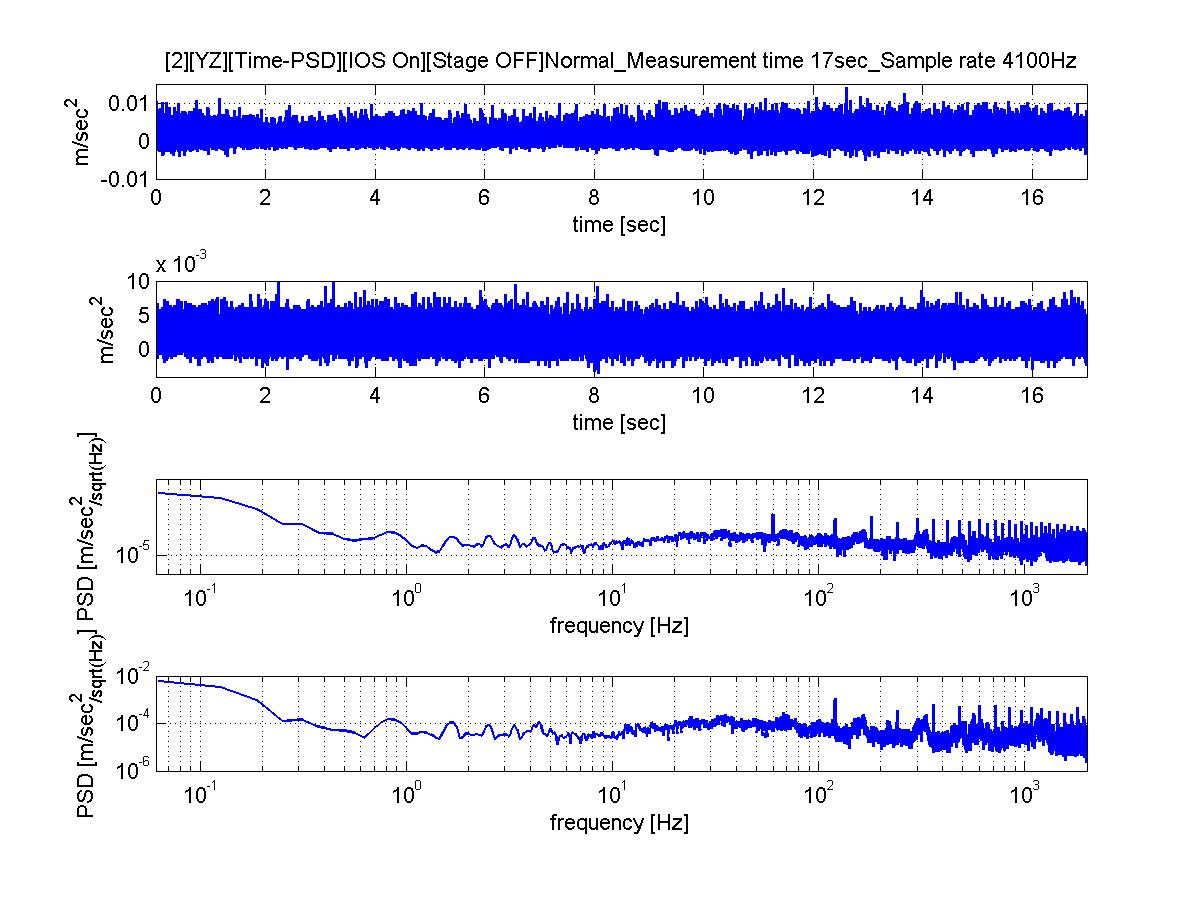 [2][YZ][Time-PSD][IOS On][Stage OFF]Normal_Measurement time 17sec_Sample rate 4100Hz
m/sec²
0.01
0
-0.01
0 2 4 6 8 10 12 14 16
time [sec]
x 10⁻³
m/sec²
10
5
0
0 2 4 6 8 10 12 14 16
time [sec]
PSD [m/sec²/sqrt(Hz)]
10⁻⁵
10⁻¹ 10⁰ 10¹ 10² 10³
frequency [Hz]
PSD [m/sec²/sqrt(Hz)]
10⁻²
10⁻⁴
10⁻⁶
10⁻¹ 10⁰ 10¹ 10² 10³
frequency [Hz]